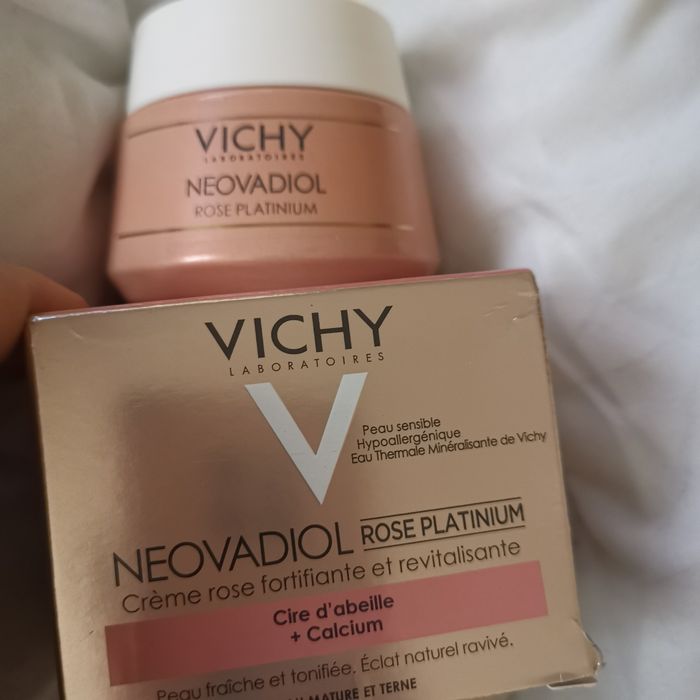 VICHY
LABORATOIRES
NEOVADIOL
ROSE PLATINIUM
VICHY
LABORATOIRES
Peau sensible
Hypoallergénique
Eau Thermale Minéralisante de Vichy
NEOVADIOL ROSE PLATINIUM
Crème rose fortifiante et revitalisante
Cire d'abeille
+ Calcium
Peau fraîche et tonifiée. Éclat naturel ravivé.
MATURE ET TERNE